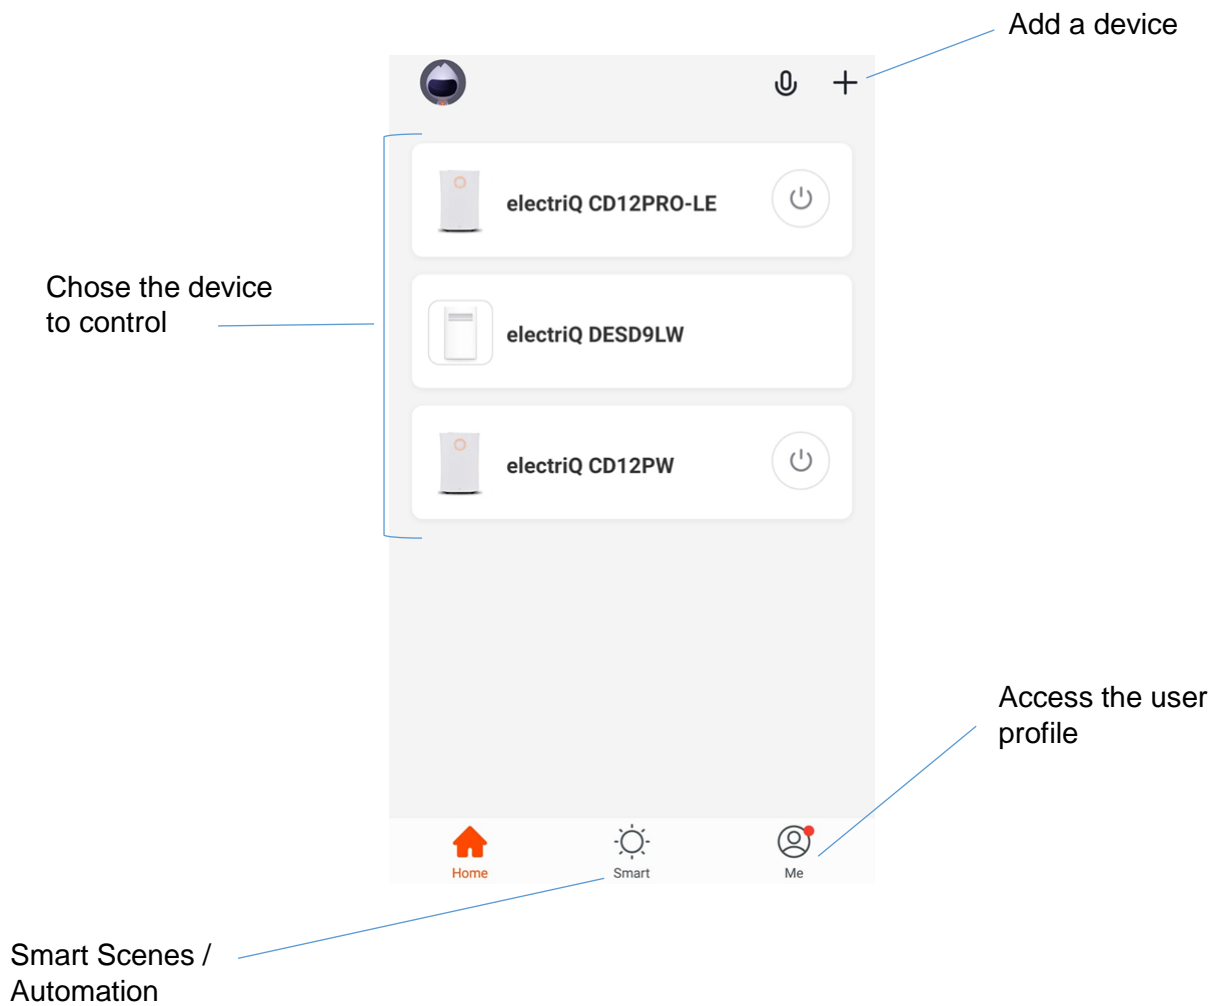 Add a device
electriQ CD12PRO-LE
Chose the device
to control
electriQ DESD9LW
electriQ CD12PW
Access the user
profile
Home
Smart
Me
Smart Scenes /
Automation